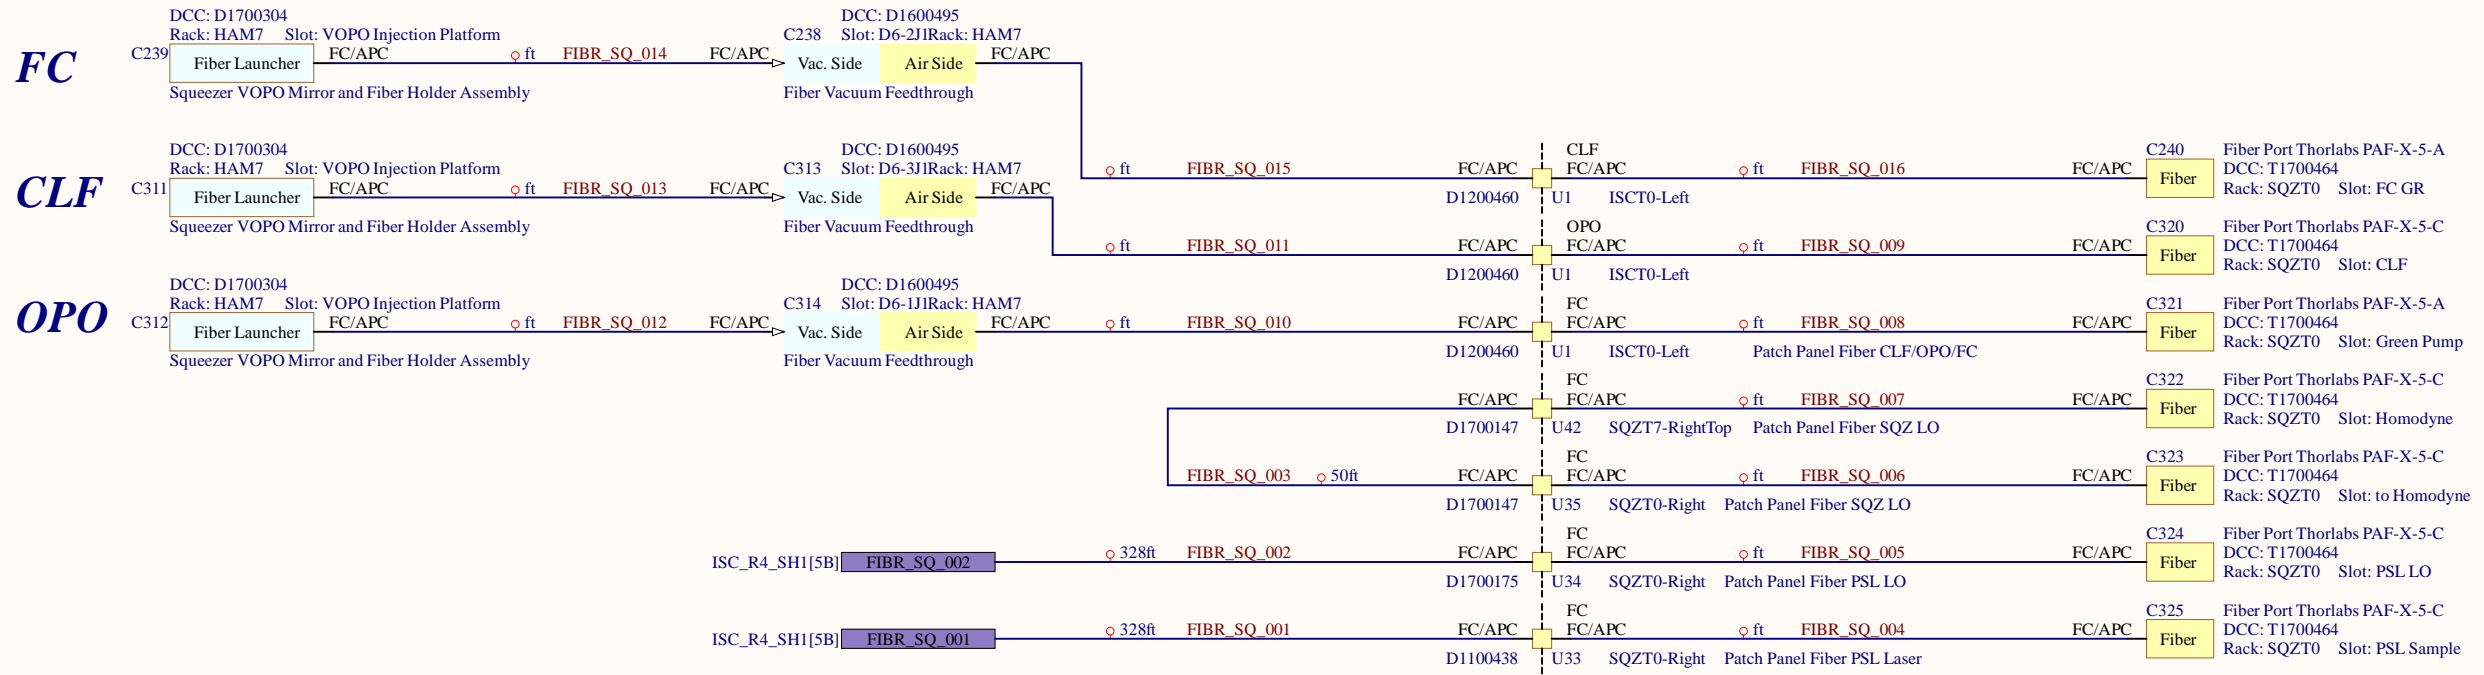 FC
DCC: D1700304
Rack: HAM7 Slot: VOPO Injection Platform
C239
Fiber Launcher
FC/APC
ft
FIBR_SQ_014
FC/APC
Squeezer VOPO Mirror and Fiber Holder Assembly
DCC: D1600495
C238 Slot: D6-2J1Rack: HAM7
Vac. Side
Air Side
FC/APC
Fiber Vacuum Feedthrough
CLF
DCC: D1700304
Rack: HAM7 Slot: VOPO Injection Platform
C311
Fiber Launcher
FC/APC
ft
FIBR_SQ_013
FC/APC
Squeezer VOPO Mirror and Fiber Holder Assembly
DCC: D1600495
C313 Slot: D6-3J1Rack: HAM7
Vac. Side
Air Side
FC/APC
Fiber Vacuum Feedthrough
ft
FIBR_SQ_015
FC/APC
D1200460
CLF
FC/APC
U1 ISCT0-Left
ft
FIBR_SQ_016
FC/APC
C240
Fiber
Fiber Port Thorlabs PAF-X-5-A
DCC: T1700464
Rack: SQZT0 Slot: FC GR
ft
FIBR_SQ_011
FC/APC
D1200460
OPO
FC/APC
U1 ISCT0-Left
ft
FIBR_SQ_009
FC/APC
C320
Fiber
Fiber Port Thorlabs PAF-X-5-C
DCC: T1700464
Rack: SQZT0 Slot: CLF
OPO
DCC: D1700304
Rack: HAM7 Slot: VOPO Injection Platform
C312
Fiber Launcher
FC/APC
ft
FIBR_SQ_012
FC/APC
Squeezer VOPO Mirror and Fiber Holder Assembly
DCC: D1600495
C314 Slot: D6-1J1Rack: HAM7
Vac. Side
Air Side
FC/APC
Fiber Vacuum Feedthrough
ft
FIBR_SQ_010
FC/APC
D1200460
FC
FC/APC
U1 ISCT0-Left Patch Panel Fiber CLF/OPO/FC
ft
FIBR_SQ_008
FC/APC
C321
Fiber
Fiber Port Thorlabs PAF-X-5-A
DCC: T1700464
Rack: SQZT0 Slot: Green Pump
FC/APC
D1700147
FC
FC/APC
U42 SQZT7-RightTop Patch Panel Fiber SQZ LO
ft
FIBR_SQ_007
FC/APC
C322
Fiber
Fiber Port Thorlabs PAF-X-5-C
DCC: T1700464
Rack: SQZT0 Slot: Homodyne
FIBR_SQ_003
50ft
FC/APC
D1700147
FC
FC/APC
U35 SQZT0-Right Patch Panel Fiber SQZ LO
ft
FIBR_SQ_006
FC/APC
C323
Fiber
Fiber Port Thorlabs PAF-X-5-C
DCC: T1700464
Rack: SQZT0 Slot: to Homodyne
ISC_R4_SH1[5B]
FIBR_SQ_002
328ft
FIBR_SQ_002
FC/APC
D1700175
FC
FC/APC
U34 SQZT0-Right Patch Panel Fiber PSL LO
ft
FIBR_SQ_005
FC/APC
C324
Fiber
Fiber Port Thorlabs PAF-X-5-C
DCC: T1700464
Rack: SQZT0 Slot: PSL LO
ISC_R4_SH1[5B]
FIBR_SQ_001
328ft
FIBR_SQ_001
FC/APC
D1100438
FC
FC/APC
U33 SQZT0-Right Patch Panel Fiber PSL Laser
ft
FIBR_SQ_004
FC/APC
C325
Fiber
Fiber Port Thorlabs PAF-X-5-C
DCC: T1700464
Rack: SQZT0 Slot: PSL Sample